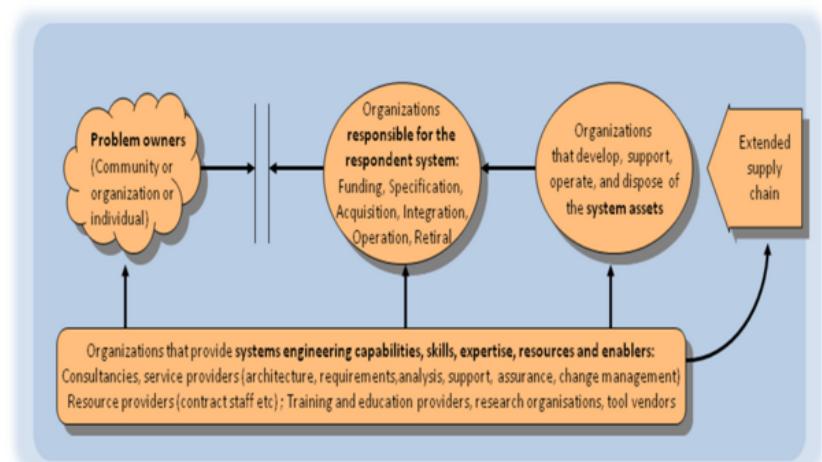 Problem owners
(Community or
organization or
individual)
Organizations
responsible for the
respondent system:
Funding, Specification,
Acquisition, Integration,
Operation, Retiral
Organizations
that develop, support,
operate, and dispose of
the system assets
Extended
supply
chain
Organizations that provide systems engineering capabilities, skills, expertise, resources and enablers:
Consultancies, service providers (architecture, requirements,analysis, support, assurance, change management)
Resource providers (contract staff etc) ; Training and education providers, research organisations, tool vendors